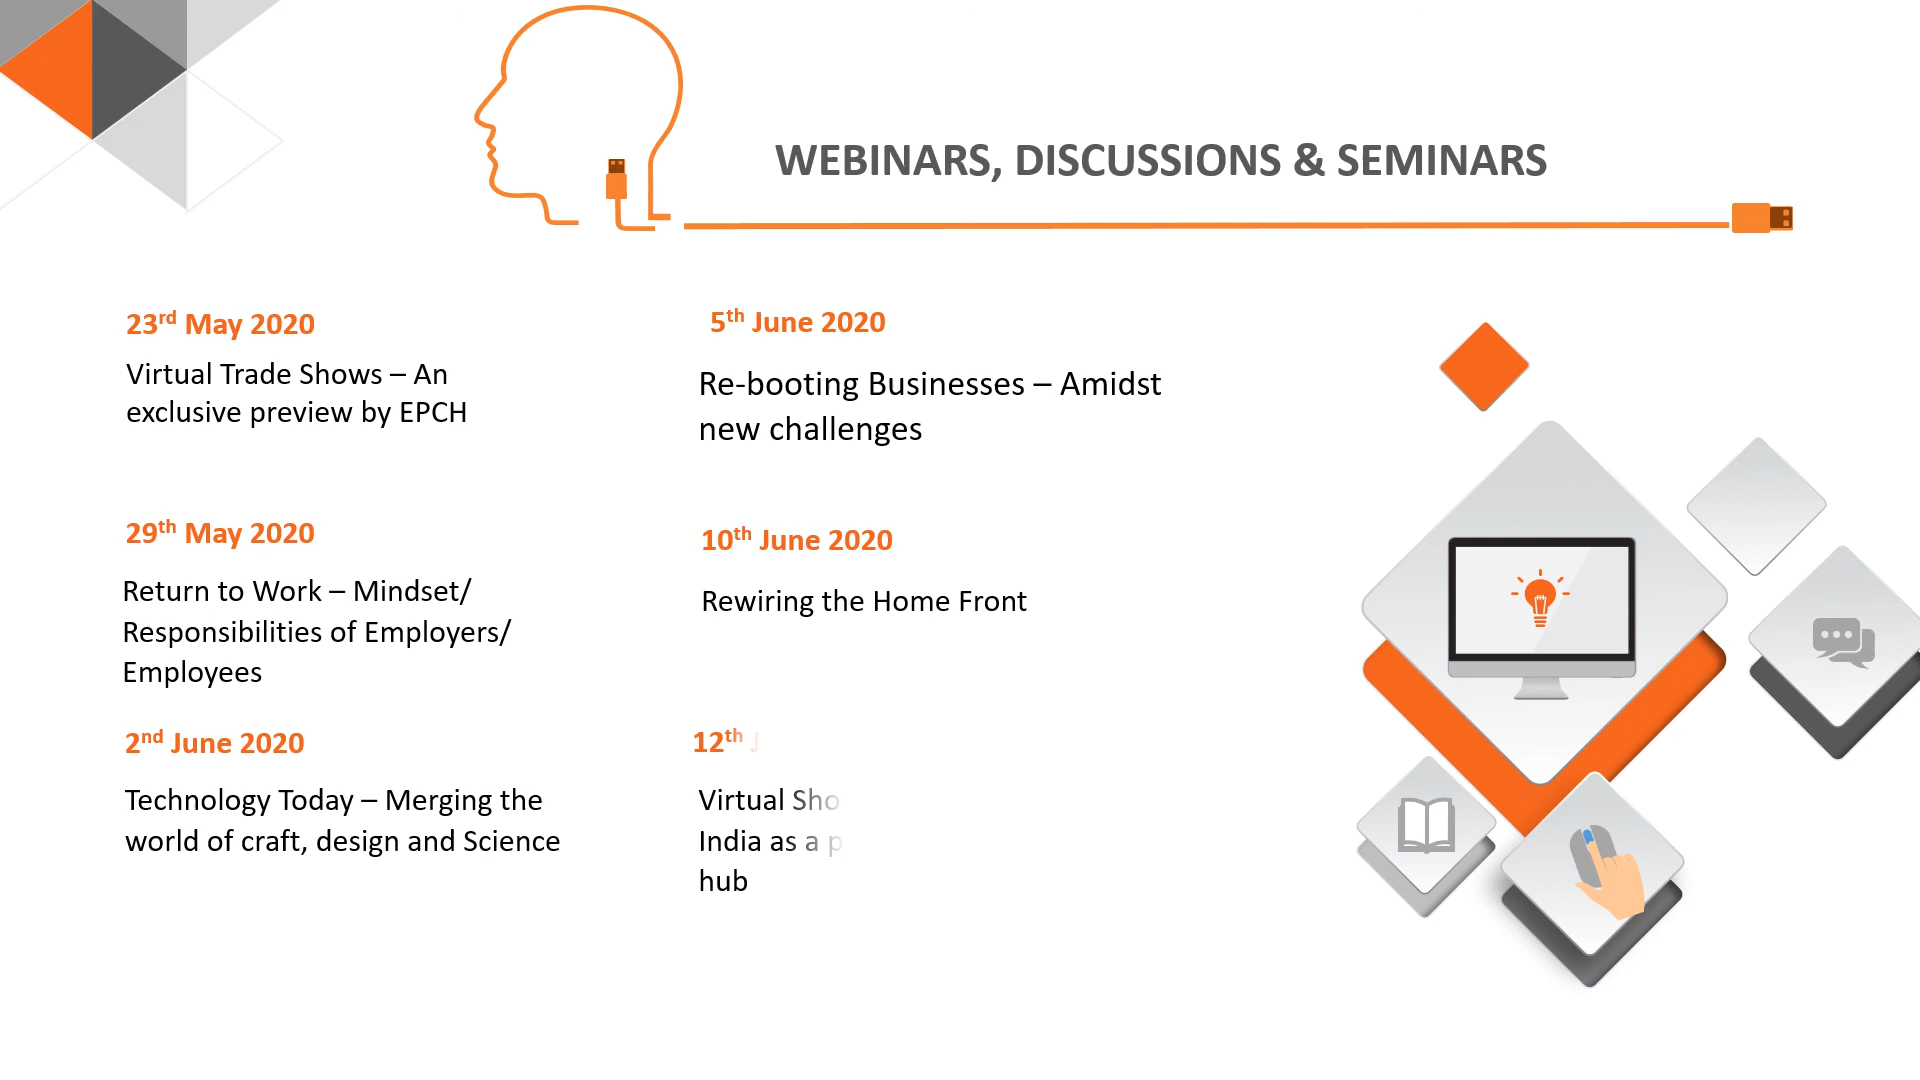 WEBINARS, DISCUSSIONS & SEMINARS
23rd May 2020
Virtual Trade Shows – An
exclusive preview by EPCH
29th May 2020
Return to Work – Mindset/
Responsibilities of Employers/
Employees
2nd June 2020
Technology Today – Merging the
world of craft, design and Science
5th June 2020
Re-booting Businesses – Amidst
new challenges
10th June 2020
Rewiring the Home Front
12th
Virtual
India as a
hub